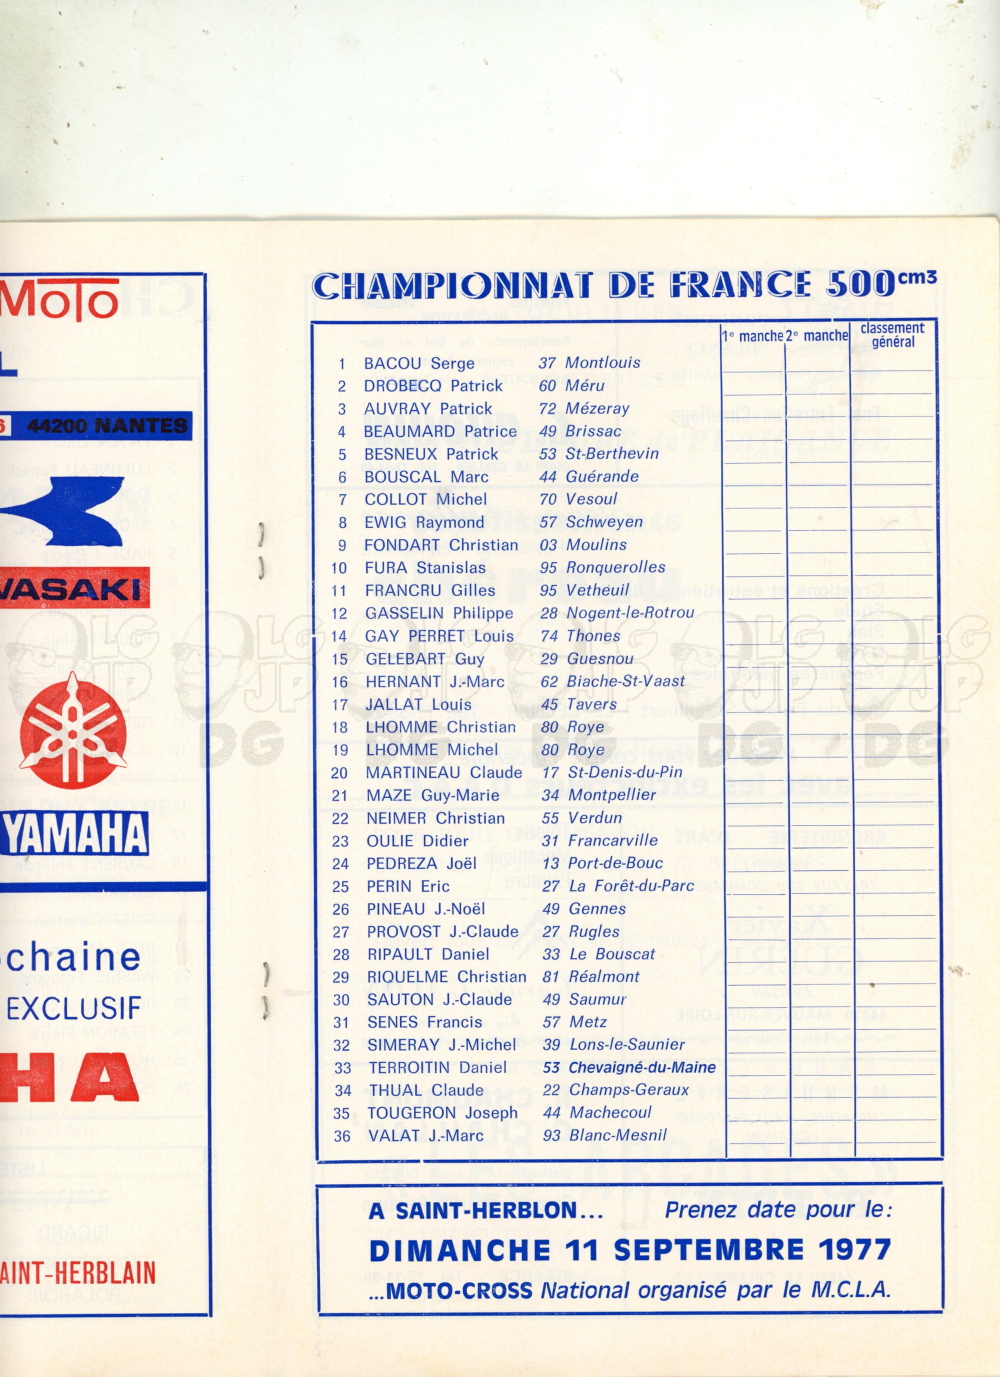 Moto
L
6 44200 NANTES
WASAKI
YAMAHA
ochaine
EXCLUSIF
HA
AINT-HERBLAIN
CHAMPIONNAT DE FRANCE 500cm3
1e manche 2e manche classement général
1 BACOU Serge 37 Montlouis
2 DROBECQ Patrick 60 Méru
3 AUVRAY Patrick 72 Mézeray
4 BEAUMARD Patrice 49 Brissac
5 BESNEUX Patrick 53 St-Berthevin
6 BOUSCAL Marc 44 Guérande
7 COLLOT Michel 70 Vesoul
8 EWIG Raymond 57 Schweyen
9 FONDART Christian 03 Moulins
10 FURA Stanislas 95 Ronquerolles
11 FRANCRU Gilles 95 Vetheuil
12 GASSELIN Philippe 28 Nogent-le-Rotrou
14 GAY PERRET Louis 74 Thones
15 GELEBART Guy 29 Guesnou
16 HERNANT J.-Marc 62 Biache-St-Vaast
17 JALLAT Louis 45 Tavers
18 LHOMME Christian 80 Roye
19 LHOMME Michel 80 Roye
20 MARTINEAU Claude 17 St-Denis-du-Pin
21 MAZE Guy-Marie 34 Montpellier
22 NEIMER Christian 55 Verdun
23 OULIE Didier 31 Francarville
24 PEDREZA Joël 13 Port-de-Bouc
25 PERIN Eric 27 La Forêt-du-Parc
26 PINEAU J.-Noël 49 Gennes
27 PROVOST J.-Claude 27 Rugles
28 RIPAULT Daniel 33 Le Bouscat
29 RIQUELME Christian 81 Réalmont
30 SAUTON J.-Claude 49 Saumur
31 SENES Francis 57 Metz
32 SIMERAY J.-Michel 39 Lons-le-Saunier
33 TERROITIN Daniel 53 Chevaigné-du-Maine
34 THUAL Claude 22 Champs-Geraux
35 TOUGERON Joseph 44 Machecoul
36 VALAT J.-Marc 93 Blanc-Mesnil
A SAINT-HERBLON... Prenez date pour le :
DIMANCHE 11 SEPTEMBRE 1977
...MOTO-CROSS National organisé par le M.C.L.A.
LGJP DG